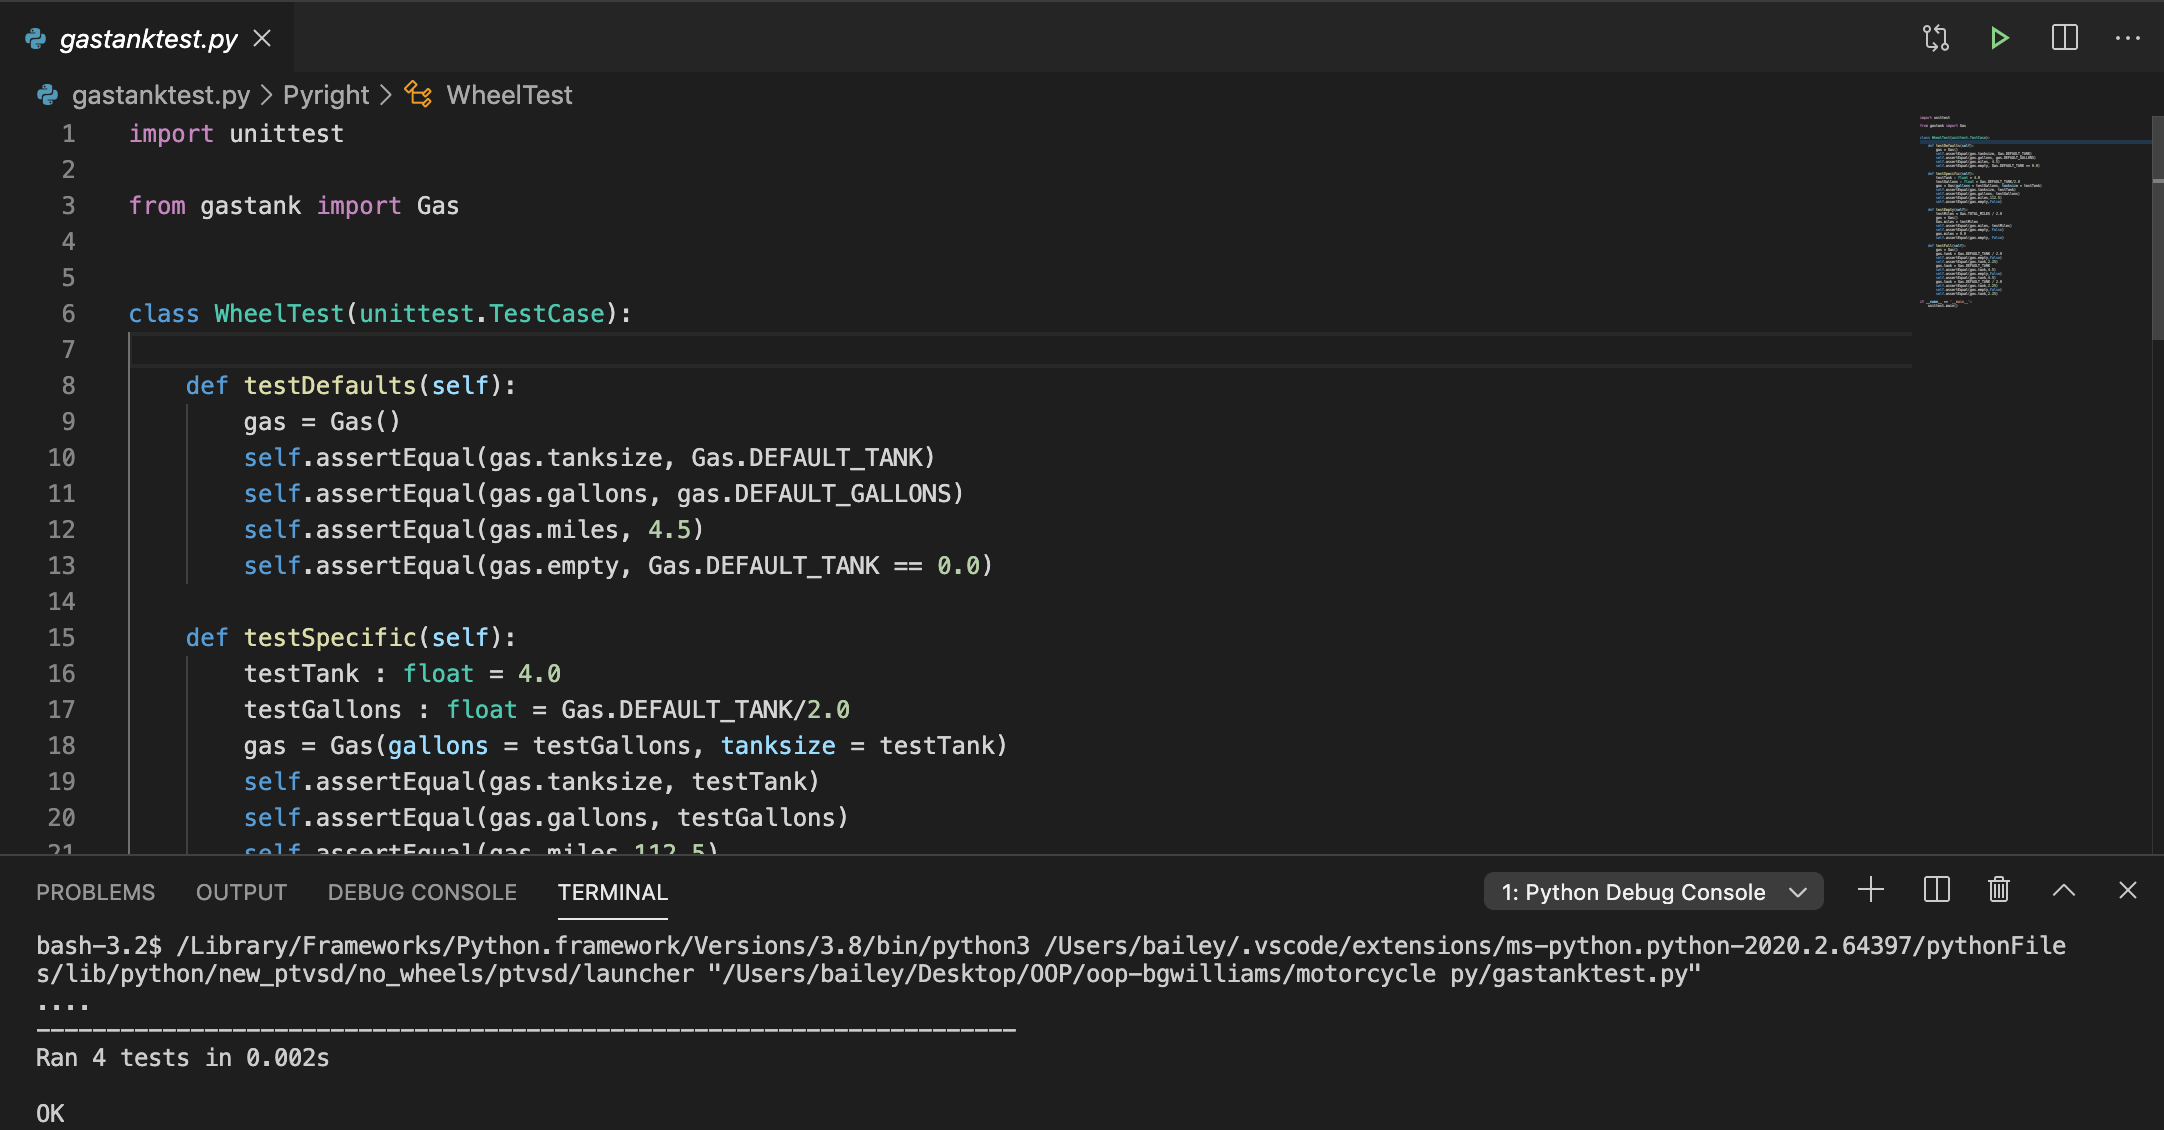 gastanktest.py
gastanktest.py > Pyright > WheelTest
1 import unittest
2
3 from gastank import Gas
4
5
6 class WheelTest(unittest.TestCase):
7
8 def testDefaults(self):
9 gas = Gas()
10 self.assertEqual(gas.tanksize, Gas.DEFAULT_TANK)
11 self.assertEqual(gas.gallons, gas.DEFAULT_GALLONS)
12 self.assertEqual(gas.miles, 4.5)
13 self.assertEqual(gas.empty, Gas.DEFAULT_TANK == 0.0)
14
15 def testSpecific(self):
16 testTank : float = 4.0
17 testGallons : float = Gas.DEFAULT_TANK/2.0
18 gas = Gas(gallons = testGallons, tanksize = testTank)
19 self.assertEqual(gas.tanksize, testTank)
20 self.assertEqual(gas.gallons, testGallons)
21 self.assertEqual(gas.miles,112.5)
PROBLEMS OUTPUT DEBUG CONSOLE TERMINAL 1: Python Debug Console
bash-3.2$ /Library/Frameworks/Python.framework/Versions/3.8/bin/python3 /Users/bailey/.vscode/extensions/ms-python.python-2020.2.64397/pythonFile
s/lib/python/new_ptvsd/no_wheels/ptvsd/launcher "/Users/bailey/Desktop/OOP/oop-bgwilliams/motorcycle py/gastanktest.py"
....
----------------------------------------------------------------------
Ran 4 tests in 0.002s
OK